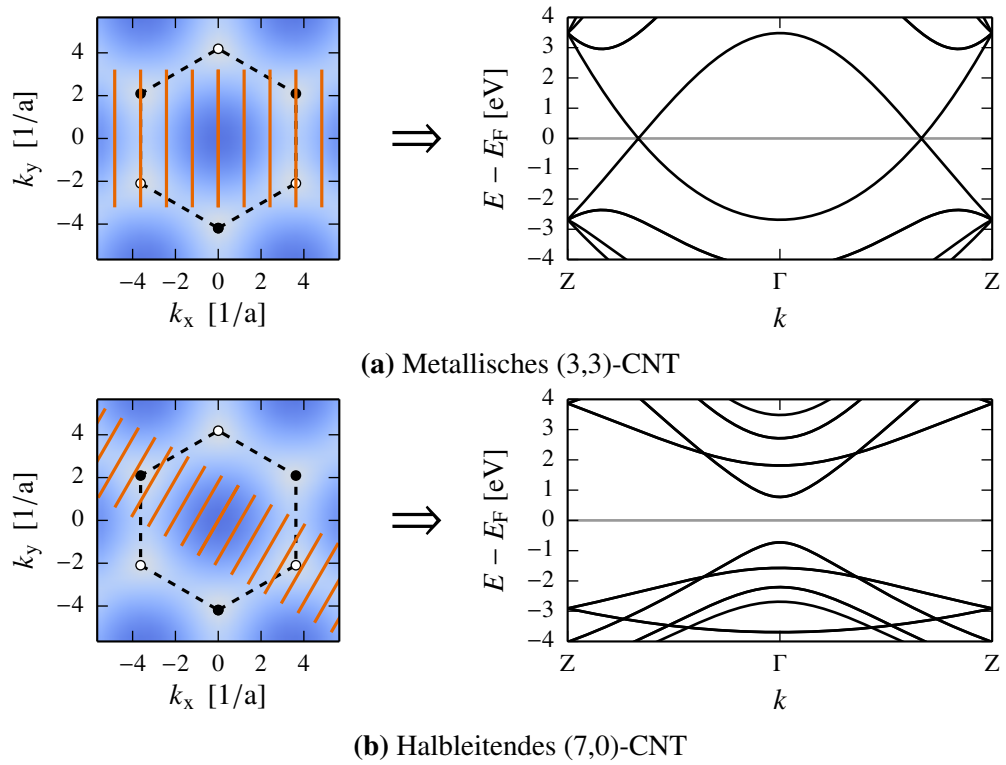 4
2
0
−2
−4
k_y [1/a]
−4 −2 0 2 4
k_x [1/a]
⇒
4
3
2
1
0
−1
−2
−3
−4
E − E_F [eV]
Z Γ Z
k
(a) Metallisches (3,3)-CNT
4
2
0
−2
−4
k_y [1/a]
−4 −2 0 2 4
k_x [1/a]
⇒
4
3
2
1
0
−1
−2
−3
−4
E − E_F [eV]
Z Γ Z
k
(b) Halbleitendes (7,0)-CNT